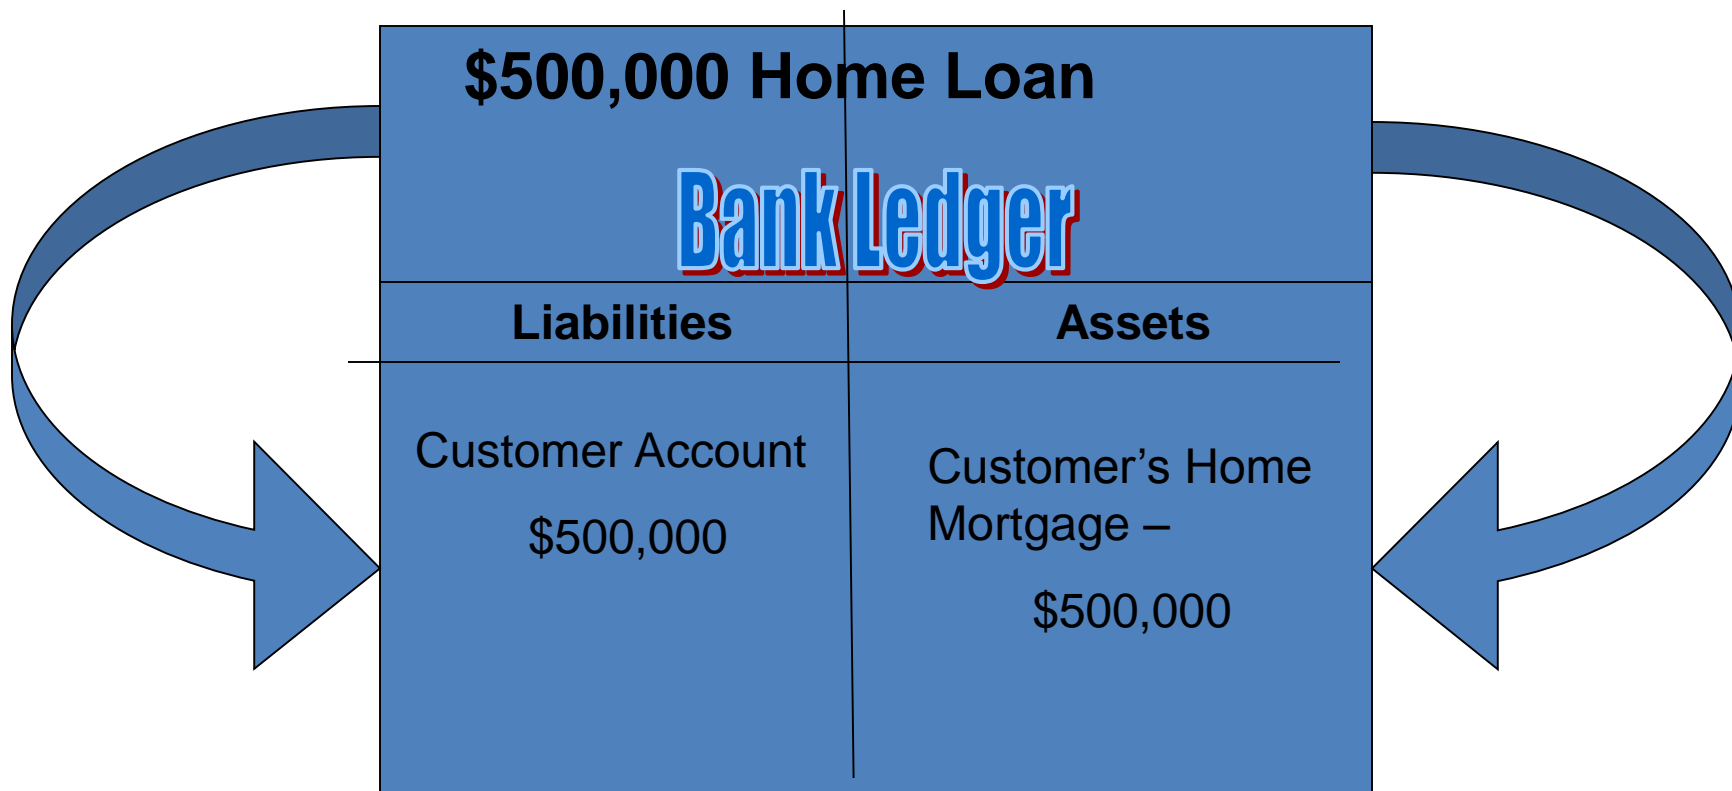 $500,000 Home Loan
Bank Ledger
Liabilities
Assets
Customer Account
$500,000
Customer’s Home
Mortgage –
$500,000